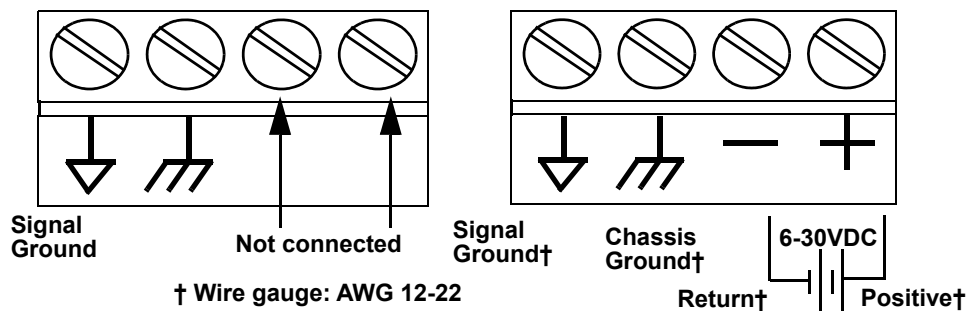 Signal
Ground
Not connected
† Wire gauge: AWG 12-22
Signal
Ground†
Chassis
Ground†
6-30VDC
Return†
Positive†